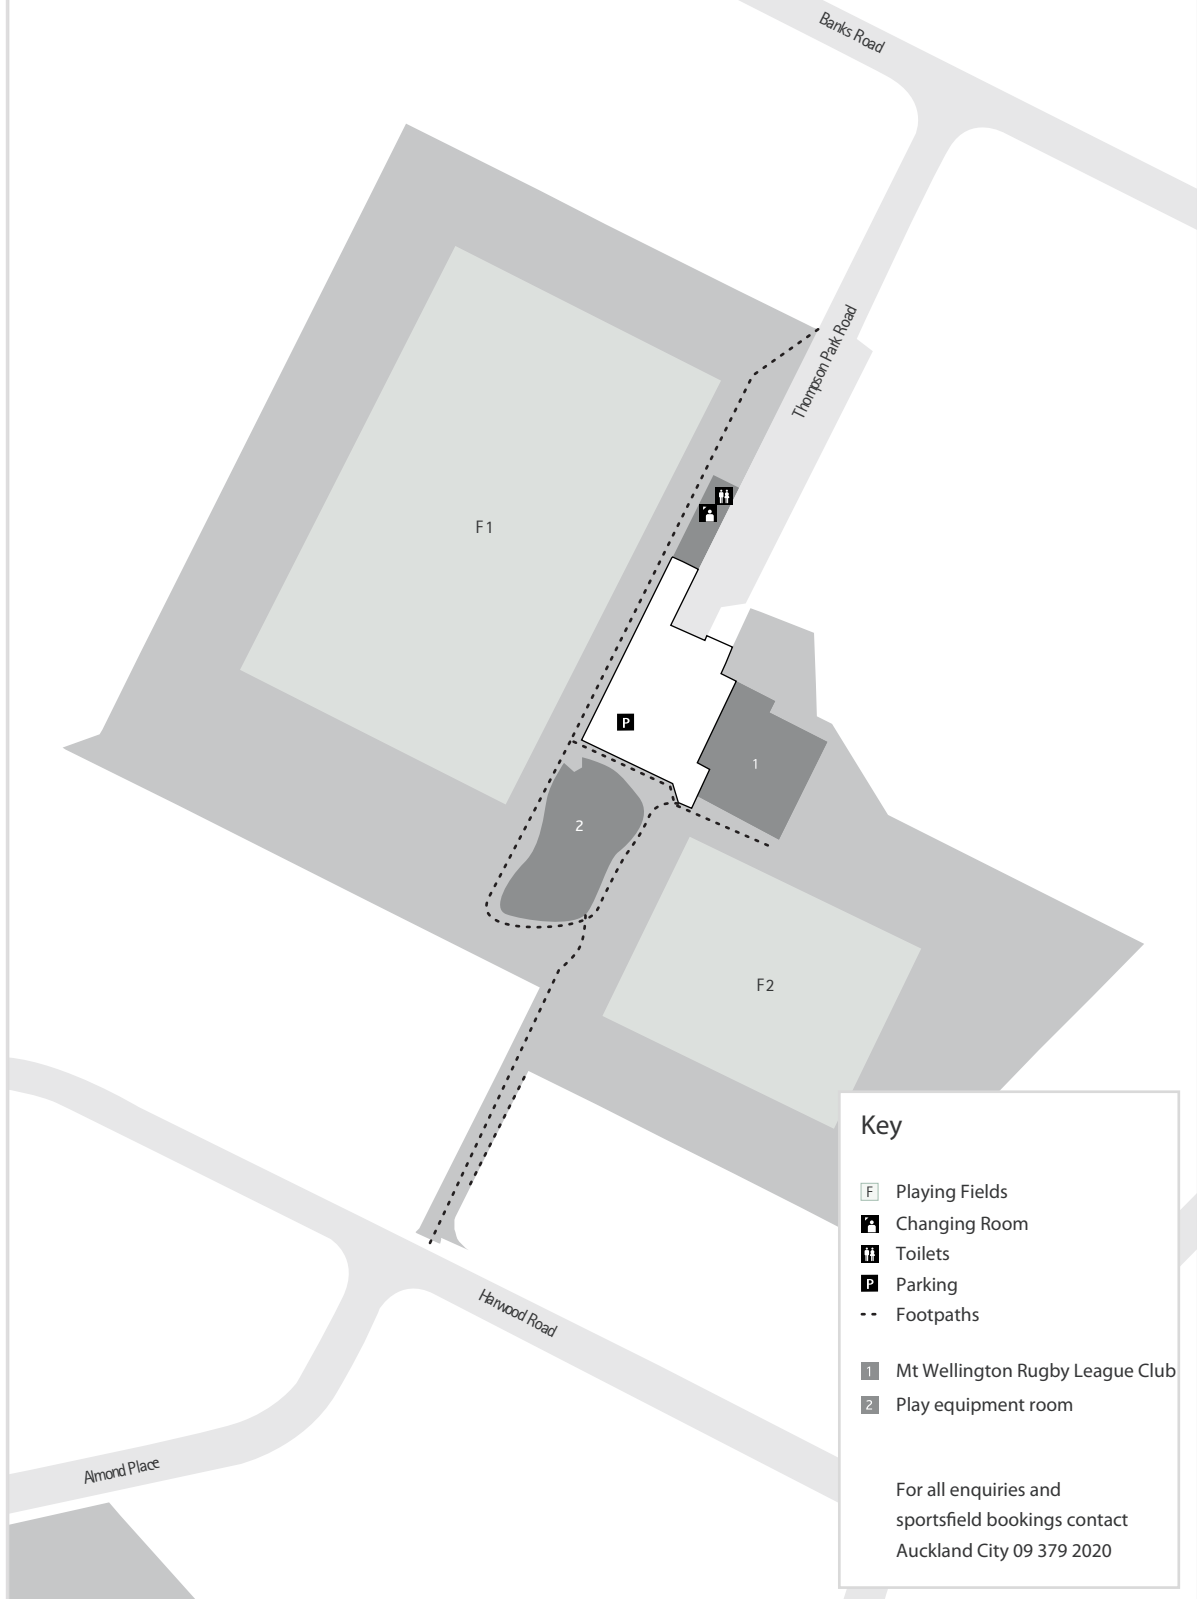 Banks Road
Thompson Park Road
F1
P
1
2
F2
Harwood Road
Almond Place
Key
F Playing Fields
Changing Room
Toilets
P Parking
Footpaths
1 Mt Wellington Rugby League Club
2 Play equipment room
For all enquiries and
sportsfield bookings contact
Auckland City 09 379 2020